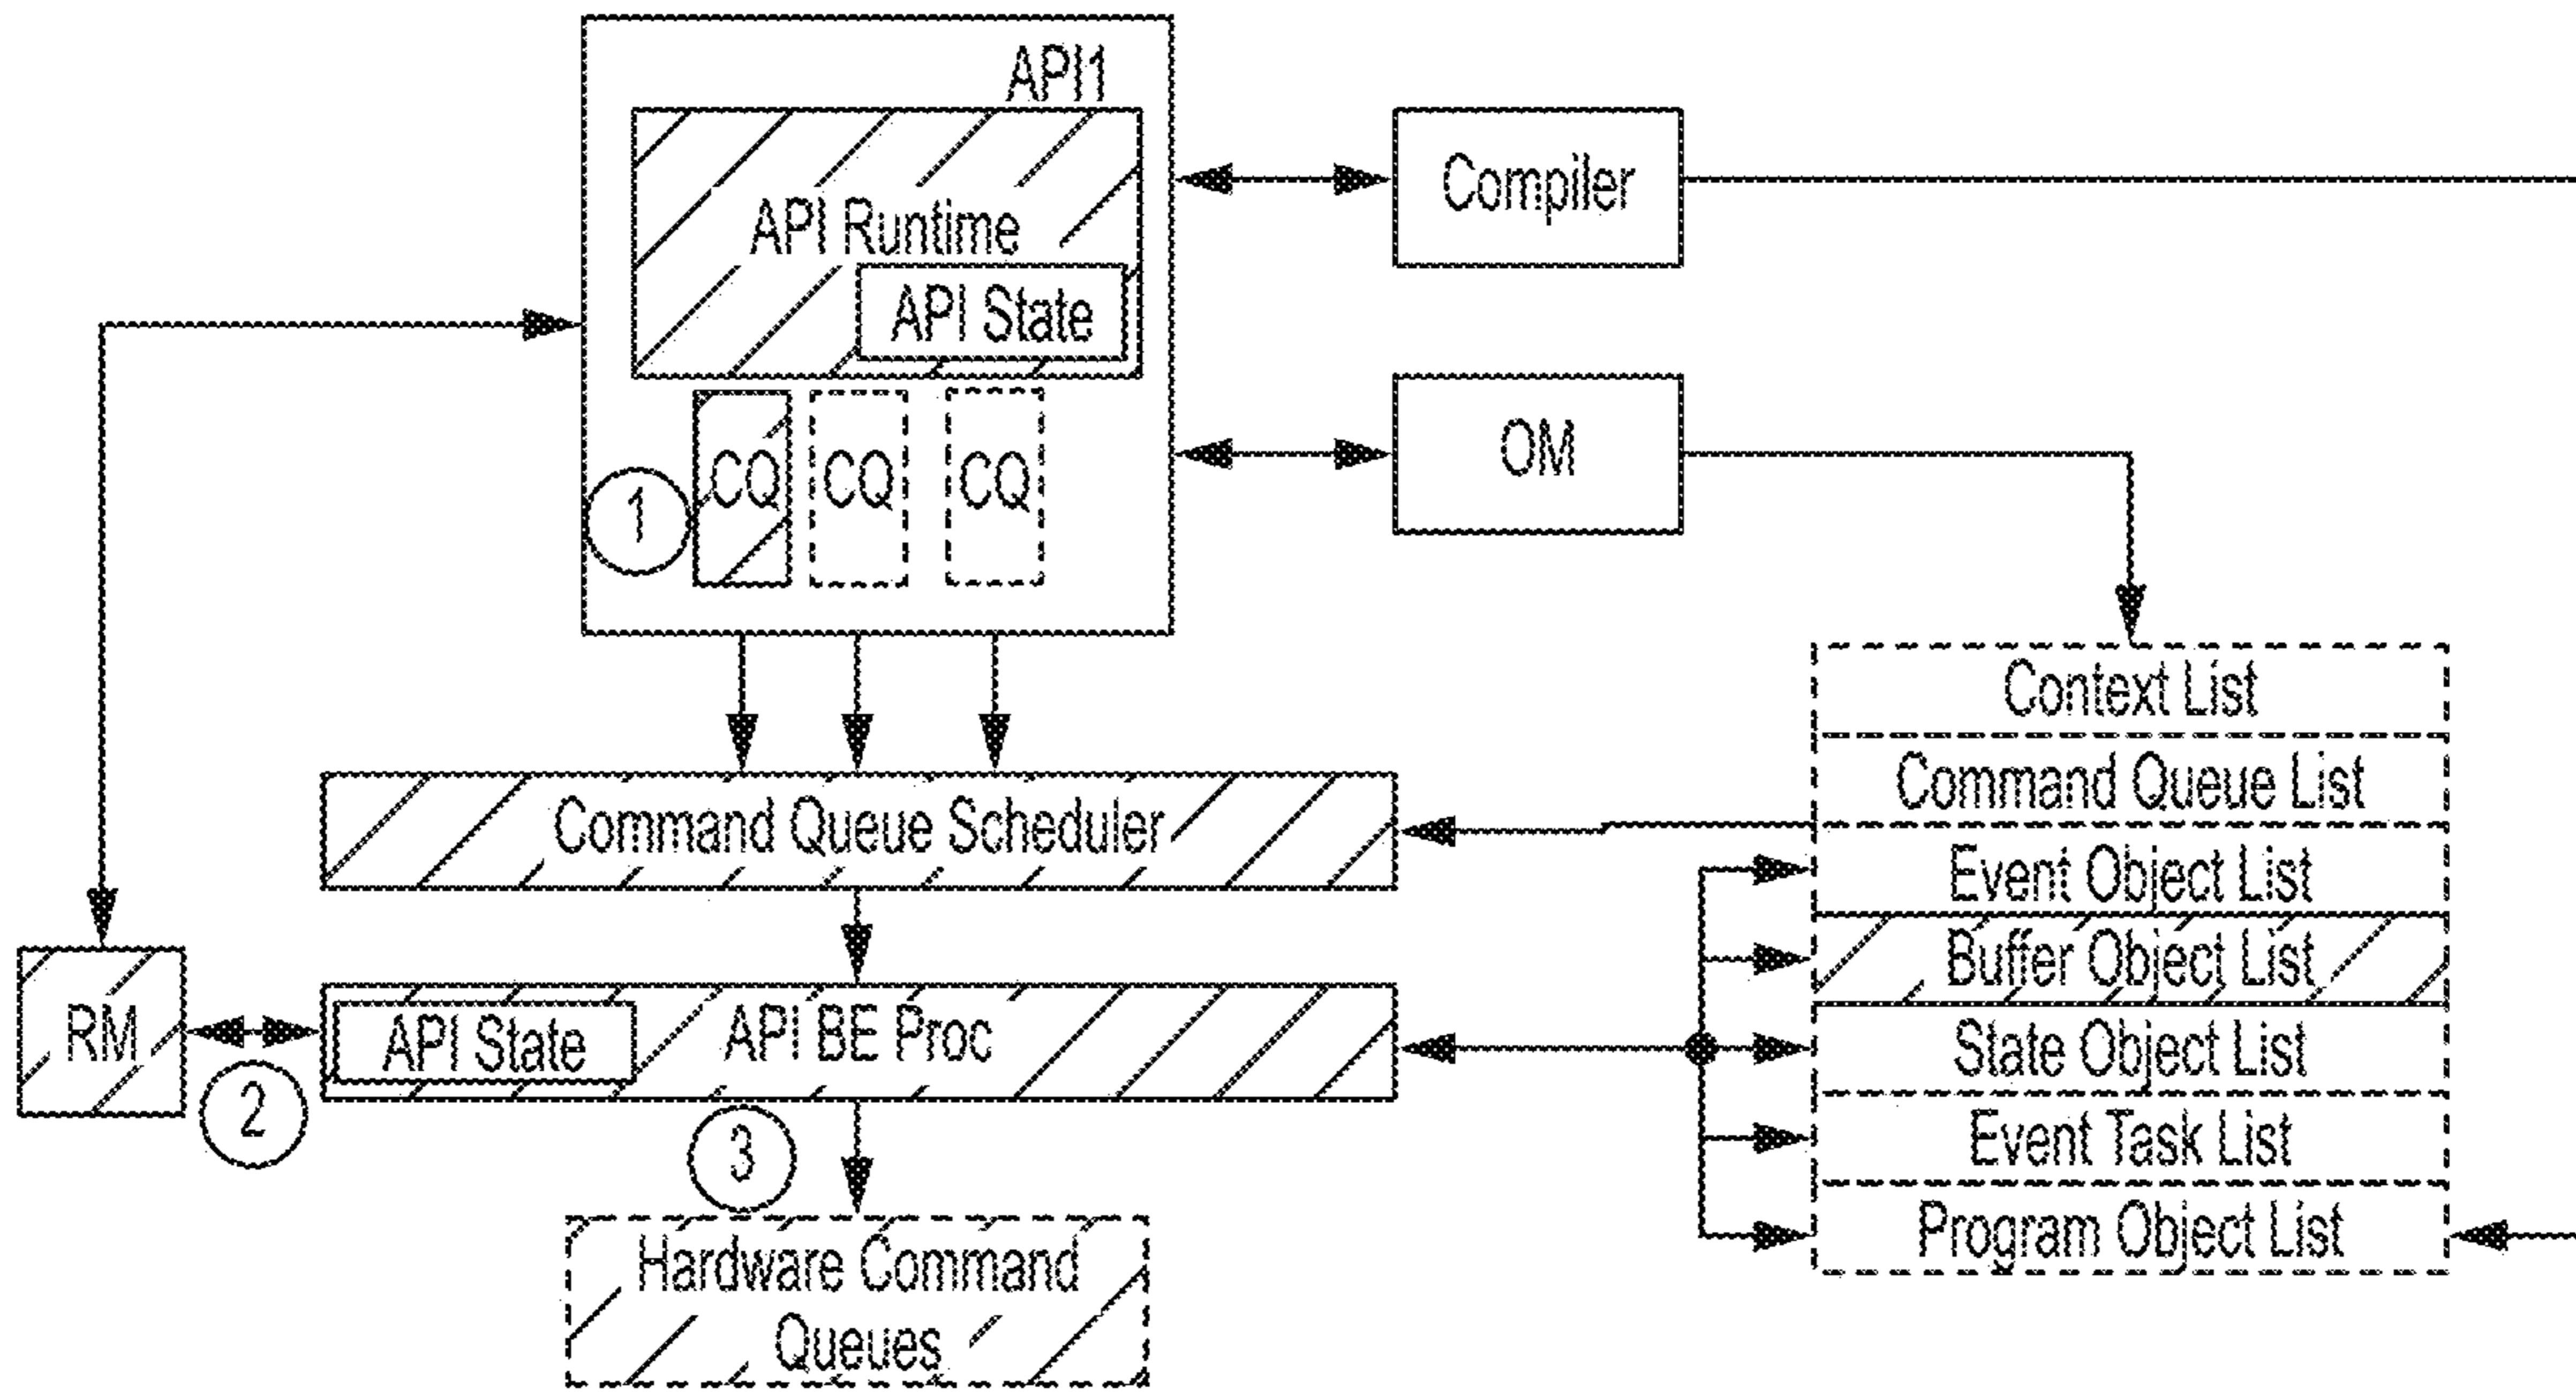 API1
API Runtime
API State
CQ
CQ
CQ
1
Compiler
OM
Context List
Command Queue List
Event Object List
Buffer Object List
State Object List
Event Task List
Program Object List
Command Queue Scheduler
RM
2
API State
API BE Proc
3
Hardware Command
Queues